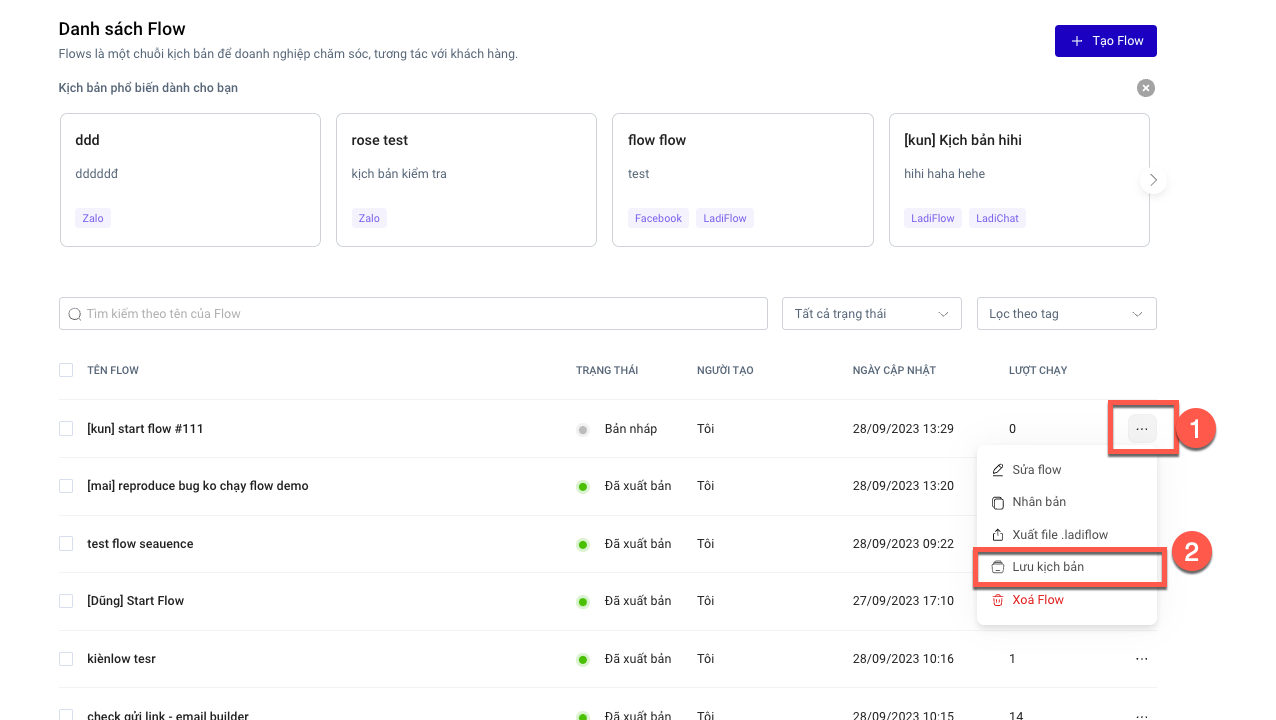 Danh sách Flow
Flows là một chuỗi kịch bản để doanh nghiệp chăm sóc, tương tác với khách hàng.
+ Tạo Flow
Kịch bản phổ biến dành cho bạn
ddd
dddddđ
Zalo
rose test
kịch bản kiểm tra
Zalo
flow flow
test
Facebook LadiFlow
[kun] Kịch bản hihi
hihi haha hehe
LadiFlow LadiChat
Tìm kiếm theo tên của Flow
Tất cả trạng thái
Lọc theo tag
TÊN FLOW TRẠNG THÁI NGƯỜI TẠO NGÀY CẬP NHẬT LƯỢT CHẠY
[kun] start flow #111 Bản nháp Tôi 28/09/2023 13:29 0 ... 1
[mai] reproduce bug ko chạy flow demo Đã xuất bản Tôi 28/09/2023 13:20
test flow seauence Đã xuất bản Tôi 28/09/2023 09:22
[Dũng] Start Flow Đã xuất bản Tôi 27/09/2023 17:10
Sửa flow
Nhân bản
Xuất file .ladiflow
Lưu kịch bản 2
Xoá Flow
kiènlow tesr Đã xuất bản Tôi 28/09/2023 10:16 1 ...
check gửi link - email builder Đã xuất bản Tôi 28/09/2023 10:15 14 ...